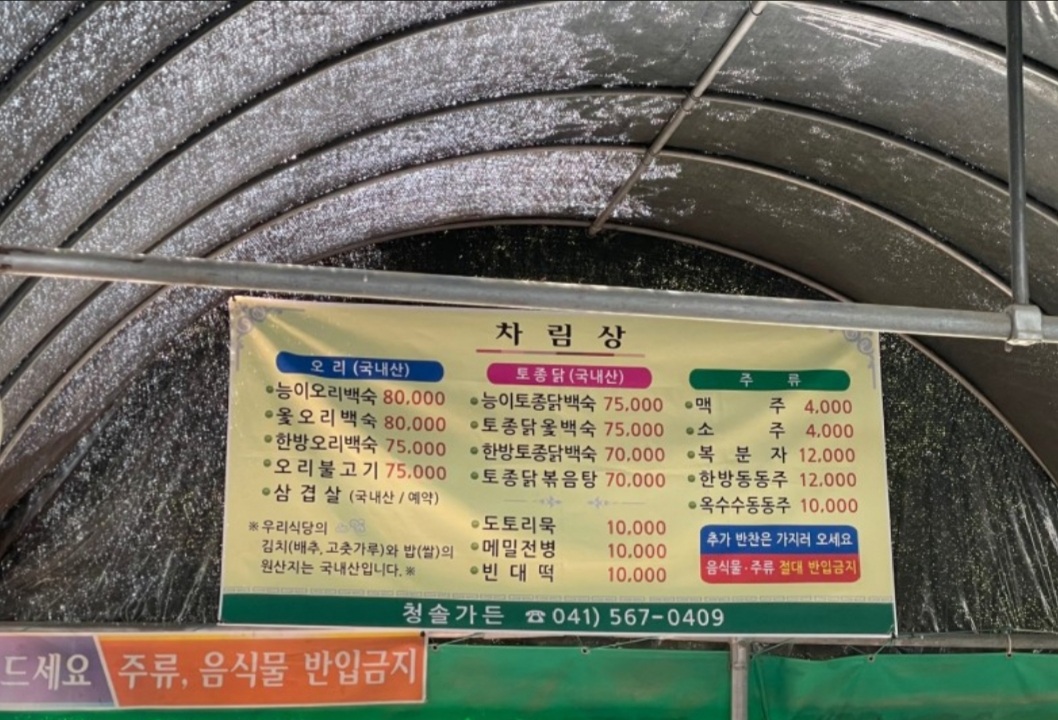 차림상
오리(국내산)
능이오리백숙 80,000
옻오리백숙 80,000
한방오리백숙 75,000
오리불고기 75,000
삼겹살 (국내산 / 예약)
※우리식당의
김치(배추, 고춧가루)와 밥(쌀)의
원산지는 국내산입니다.※
토종닭(국내산)
능이토종닭백숙 75,000
토종닭옻백숙 75,000
한방토종닭백숙 70,000
토종닭볶음탕 70,000
도토리묵 10,000
메밀전병 10,000
빈대떡 10,000
주류
맥주 4,000
소주 4,000
복분자 12,000
한방동동주 12,000
옥수수동동주 10,000
추가 반찬은 가지러 오세요
음식물·주류 절대 반입금지
청솔가든 ☎041) 567-0409
드세요 주류, 음식물 반입금지